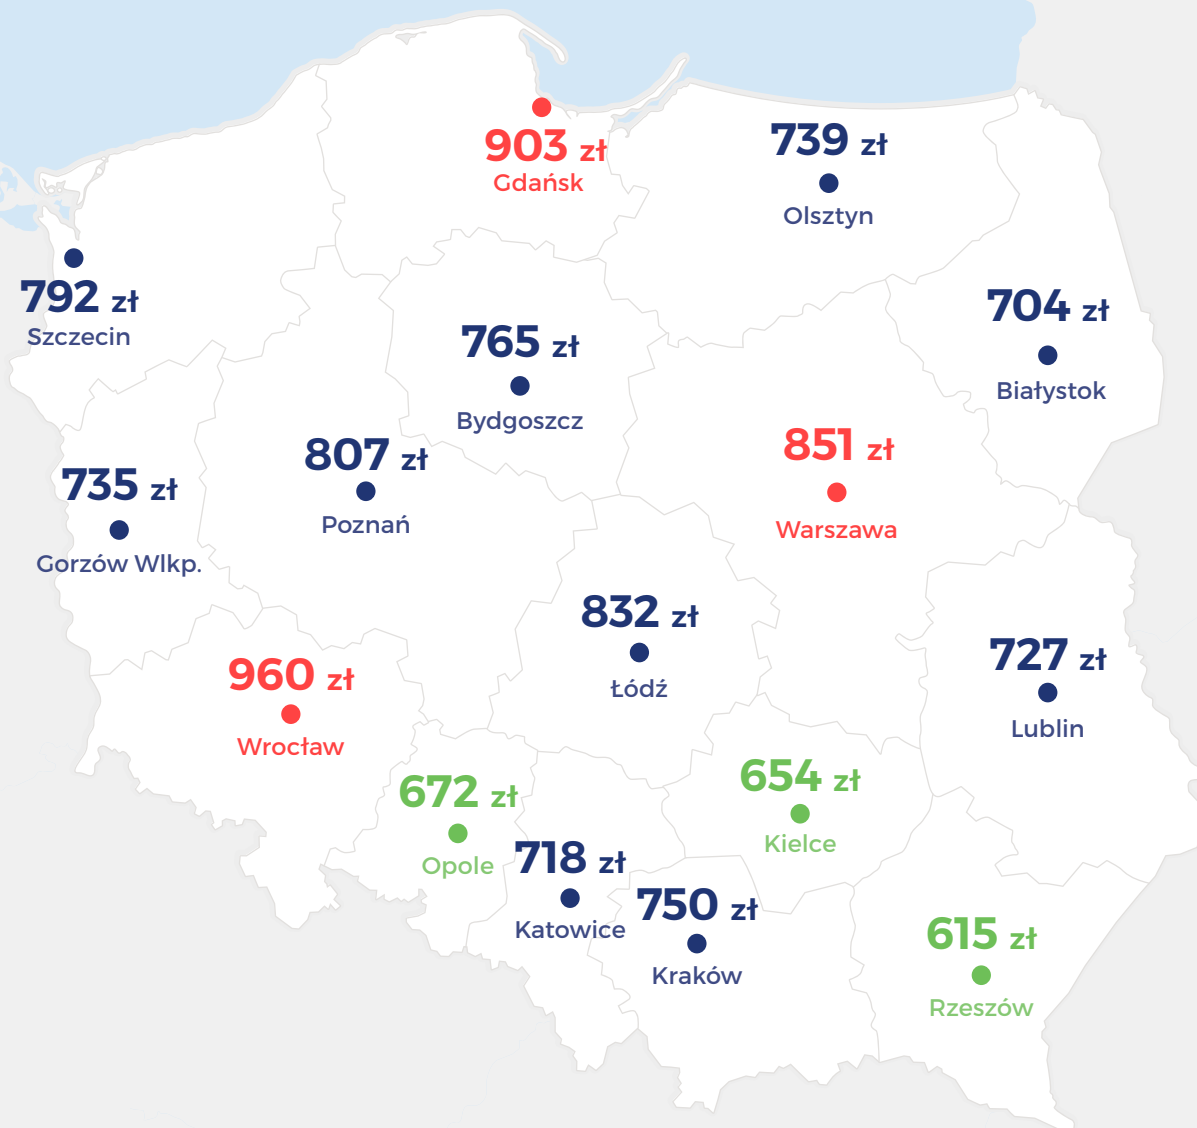 903 zł
Gdańsk
739 zł
Olsztyn
792 zł
Szczecin
704 zł
Białystok
765 zł
Bydgoszcz
851 zł
Warszawa
807 zł
Poznań
735 zł
Gorzów Wlkp.
832 zł
Łódź
727 zł
Lublin
960 zł
Wrocław
654 zł
Kielce
672 zł
Opole
718 zł
Katowice
750 zł
Kraków
615 zł
Rzeszów